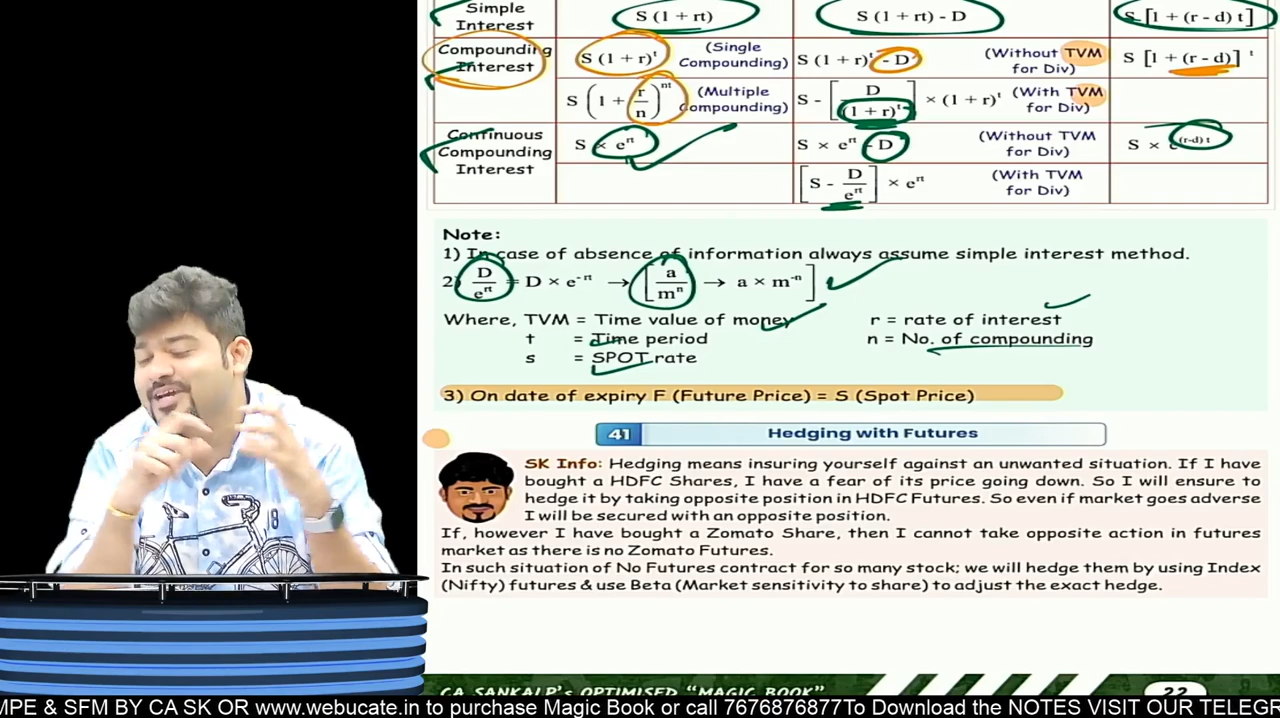 Simple Interest
S (1 + rt)
S (1 + rt) - D
S [1 + (r - d) t]
Compounding Interest
S (1 + r)ᵗ (Single Compounding)
S (1 + r)ᵗ - D (Without TVM for Div)
S [1 + (r - d)] ᵗ
S (1 + r/n)ⁿᵗ (Multiple Compounding)
S - [D/(1 + r)ᵗ] × (1 + r)ᵗ (With TVM for Div)
Continuous Compounding Interest
S × eʳᵗ
S × eʳᵗ - D (Without TVM for Div)
S × e⁽ʳ⁻ᵈ⁾ ᵗ
[S - D/eʳᵗ] × eʳᵗ (With TVM for Div)
Note:
1) In case of absence of information always assume simple interest method.
2) D/eʳᵗ = D × e⁻ʳᵗ → [a/mⁿ → a × m⁻ⁿ]
Where, TVM = Time value of money r = rate of interest
t = Time period n = No. of compounding
s = SPOT rate
3) On date of expiry F (Future Price) = S (Spot Price)
41 Hedging with Futures
SK Info: Hedging means insuring yourself against an unwanted situation. If I have
bought a HDFC Shares, I have a fear of its price going down. So I will ensure to
hedge it by taking opposite position in HDFC Futures. So even if market goes adverse
I will be secured with an opposite position.
If, however I have bought a Zomato Share, then I cannot take opposite action in futures
market as there is no Zomato Futures.
In such situation of No Futures contract for so many stock; we will hedge them by using Index
(Nifty) futures & use Beta (Market sensitivity to share) to adjust the exact hedge.
18
CA SANKALP's OPTIMISED "MAGIC BOOK" 22
MPE & SFM BY CA SK OR www.webucate.in to purchase Magic Book or call 7676876877To Download the NOTES VISIT OUR TELEGR